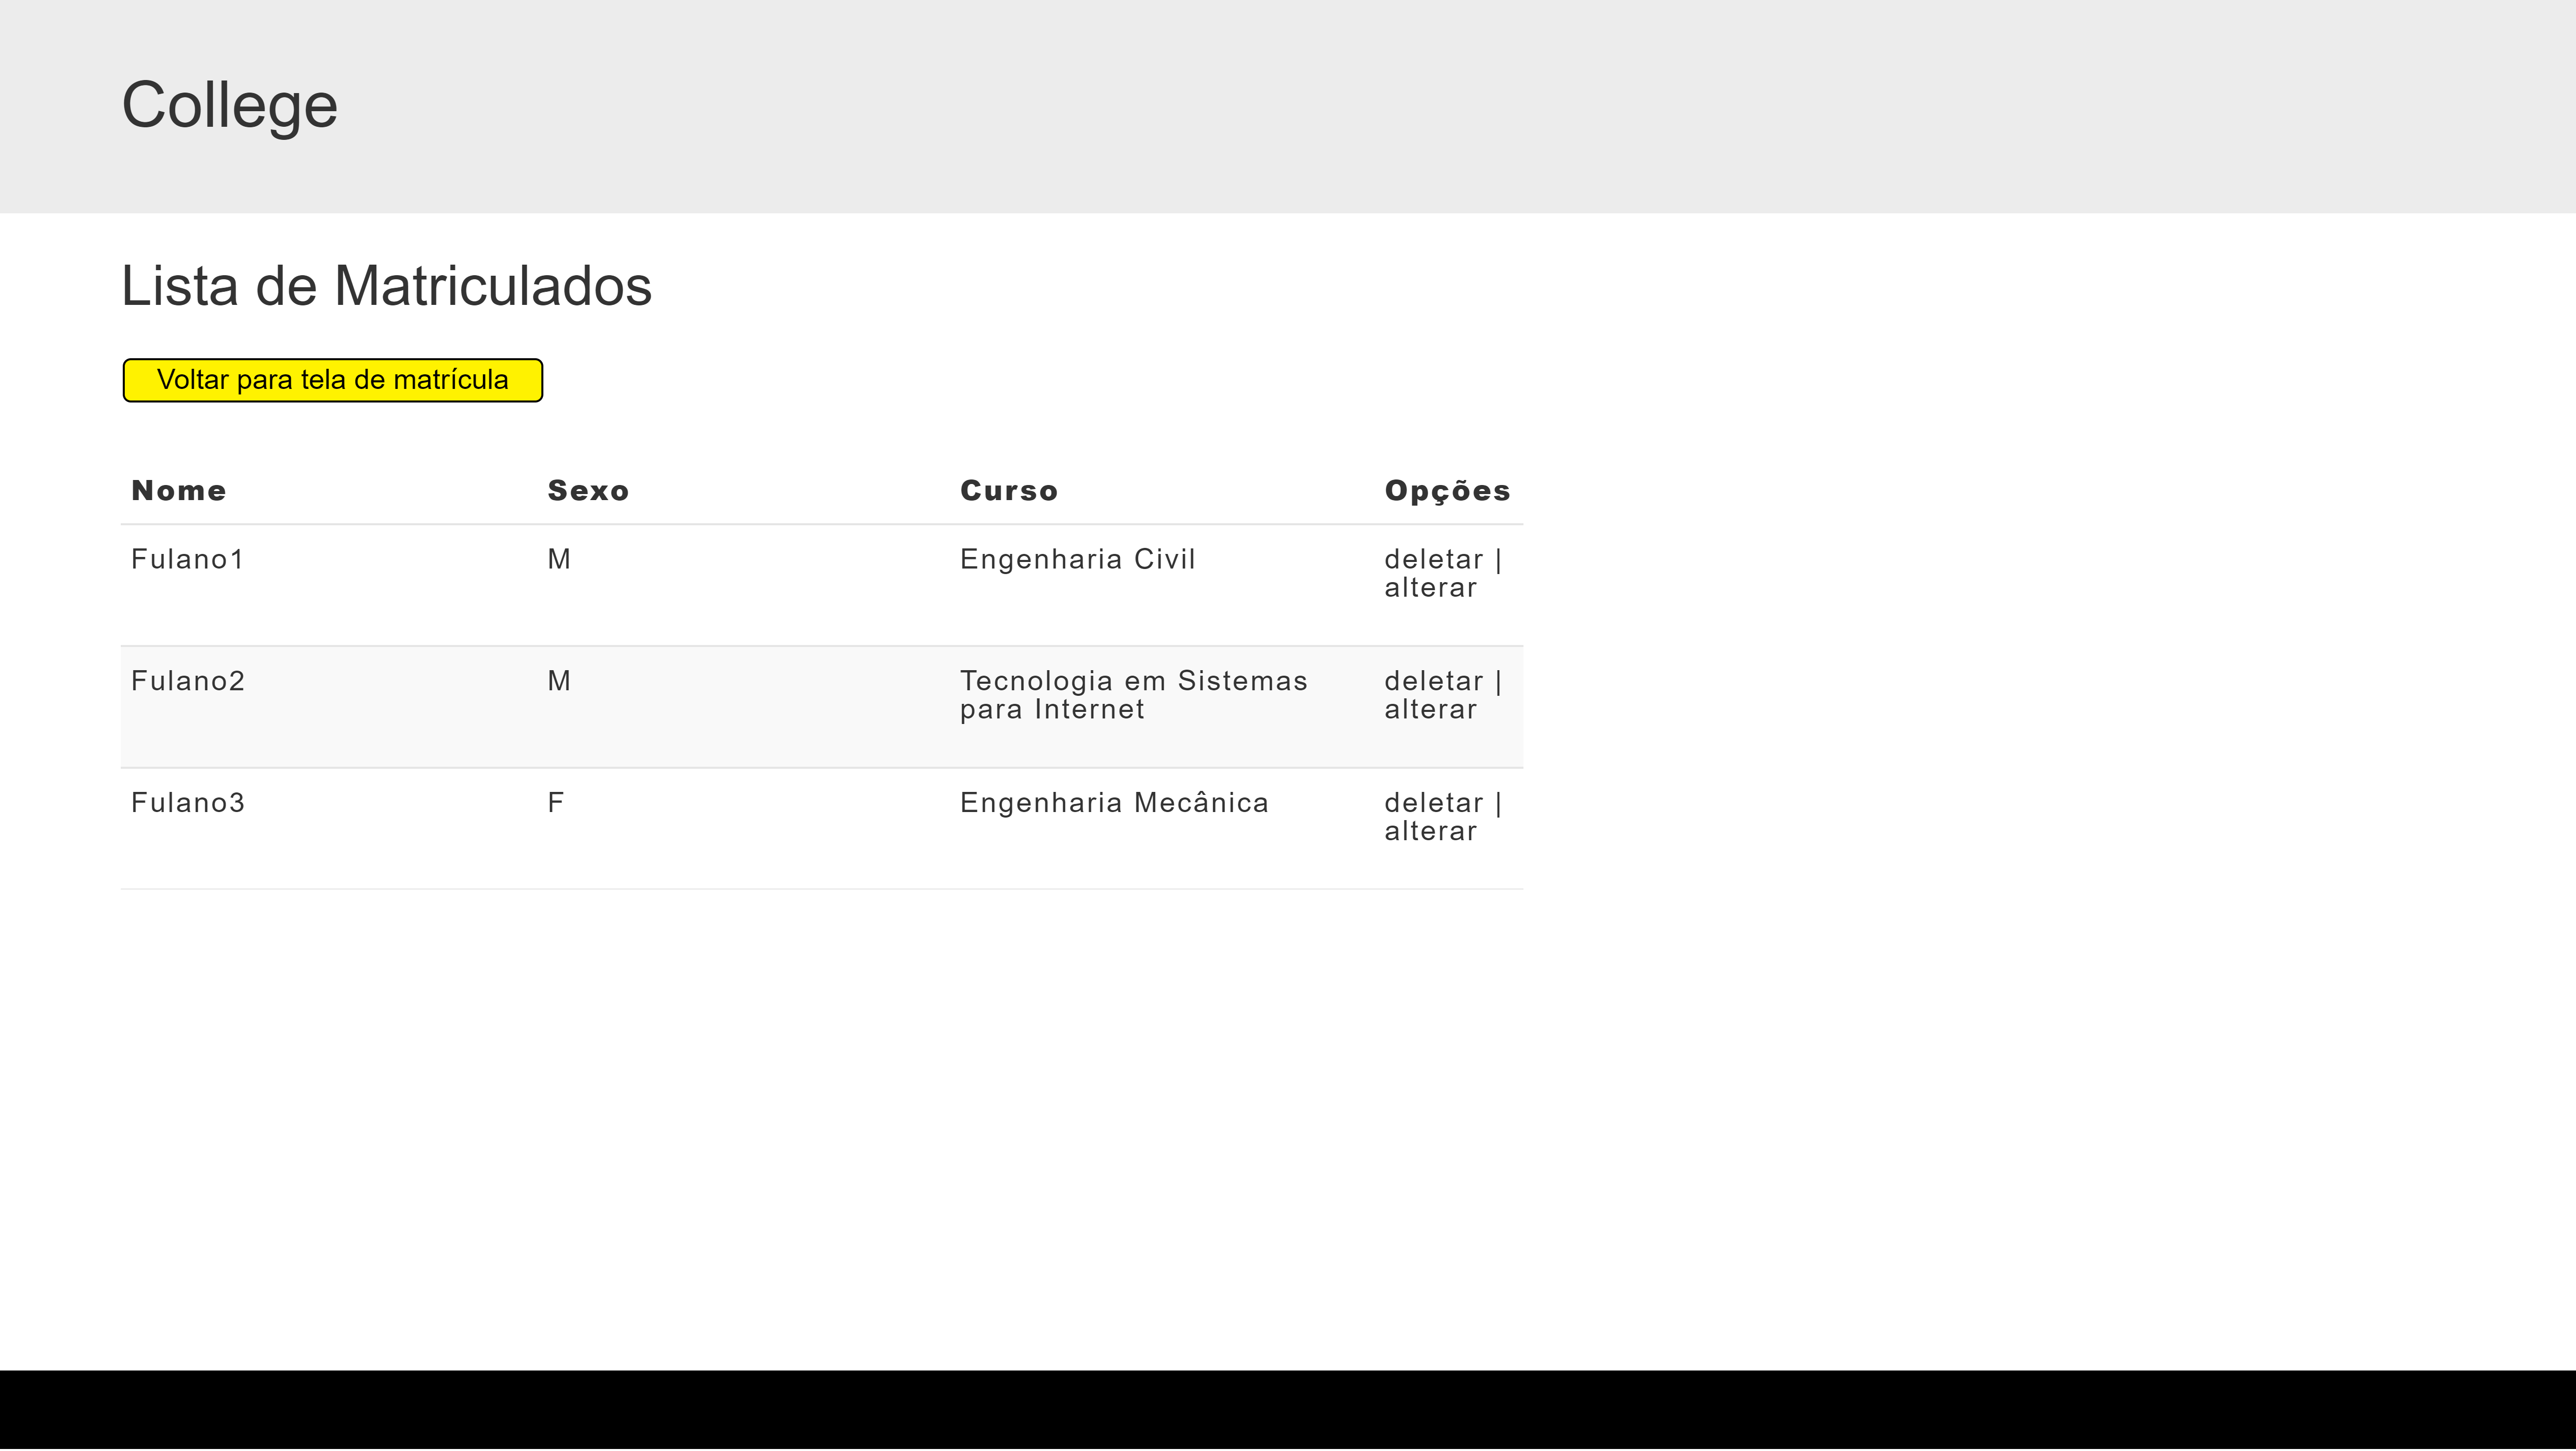 College
Lista de Matriculados
Voltar para tela de matrícula
Nome Sexo Curso Opções
Fulano1 M Engenharia Civil deletar |
alterar
Fulano2 M Tecnologia em Sistemas deletar |
para Internet alterar
Fulano3 F Engenharia Mecânica deletar |
alterar